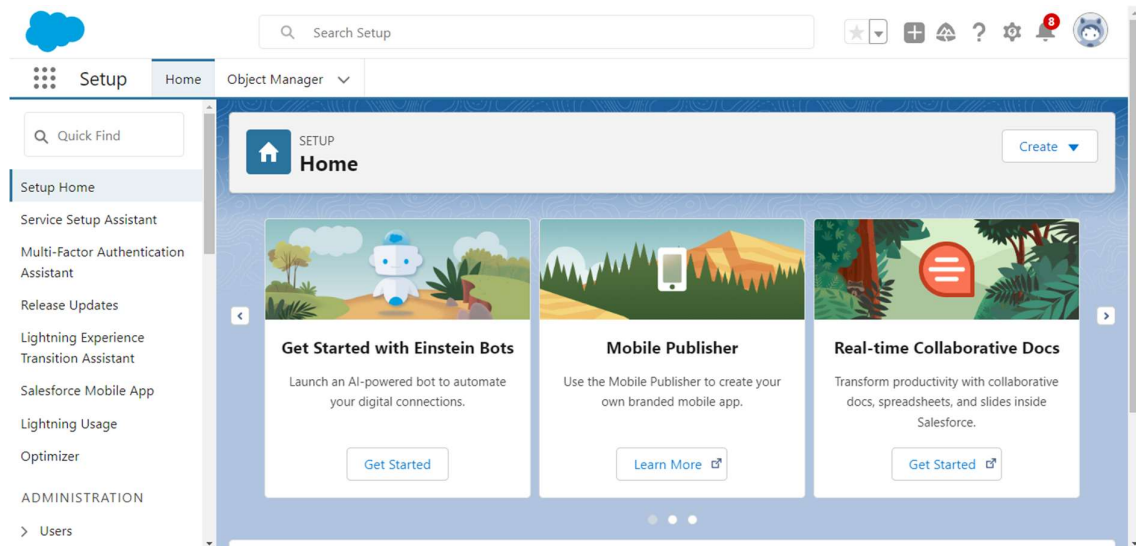 Search Setup
8
Setup
Home
Object Manager
Quick Find
Setup Home
Service Setup Assistant
Multi-Factor Authentication
Assistant
Release Updates
Lightning Experience
Transition Assistant
Salesforce Mobile App
Lightning Usage
Optimizer
ADMINISTRATION
Users
SETUP
Home
Create
Get Started with Einstein Bots
Launch an AI-powered bot to automate
your digital connections.
Get Started
Mobile Publisher
Use the Mobile Publisher to create your
own branded mobile app.
Learn More
Real-time Collaborative Docs
Transform productivity with collaborative
docs, spreadsheets, and slides inside
Salesforce.
Get Started